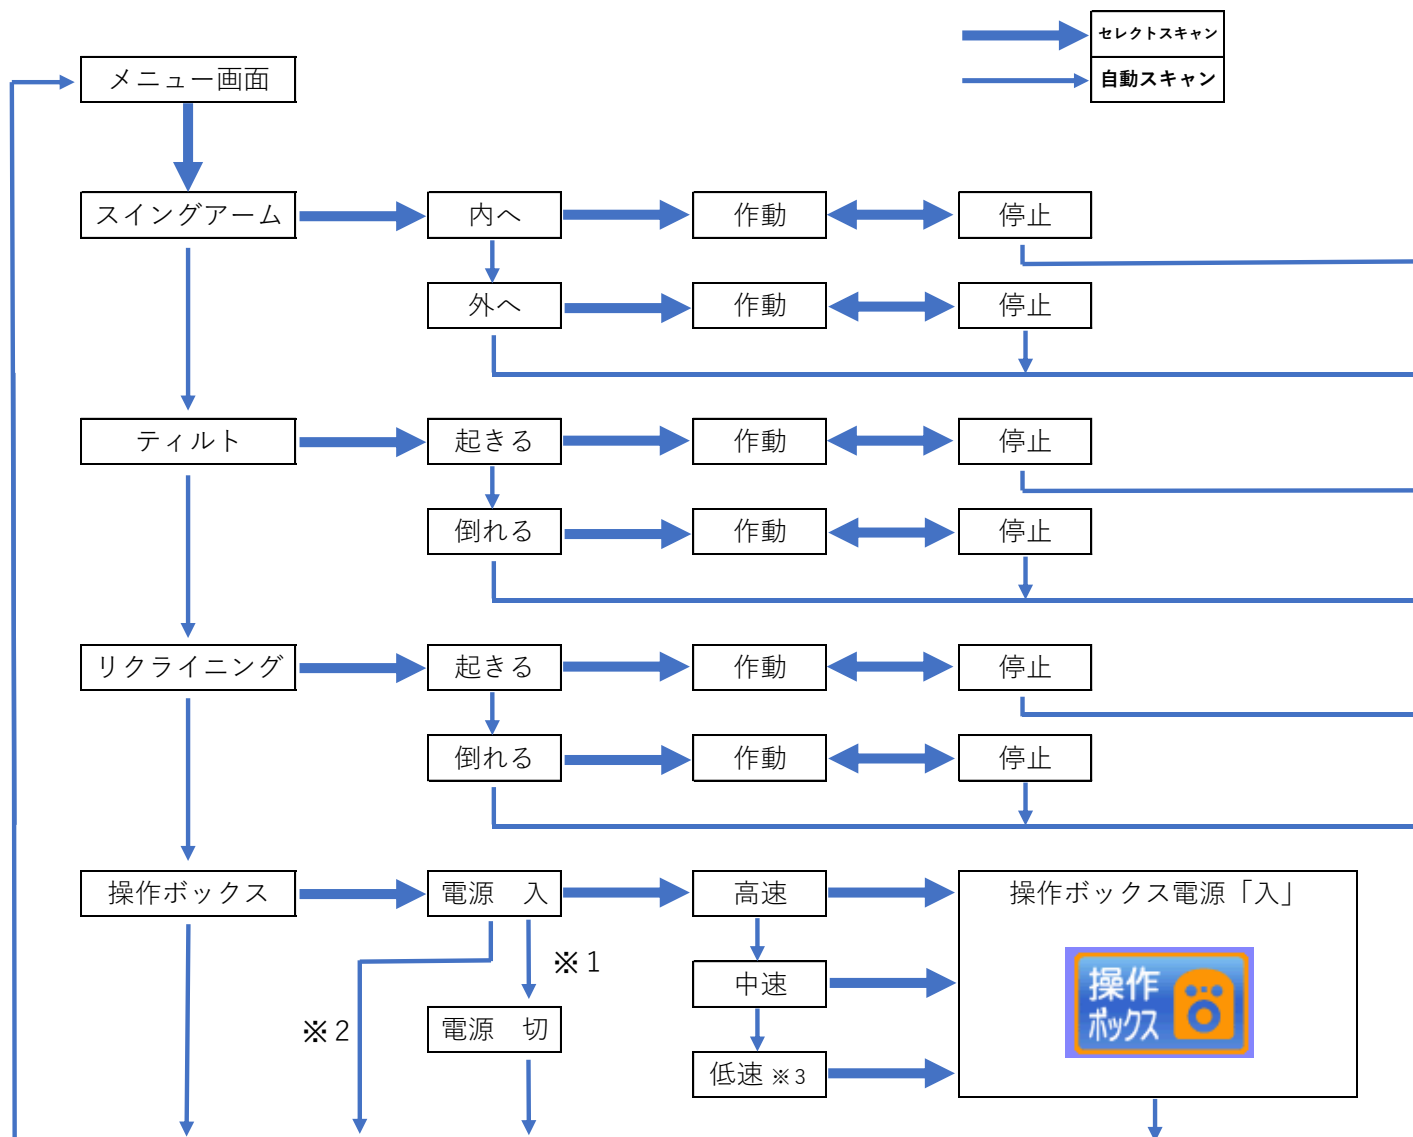 セレクトスキャン
自動スキャン
メニュー画面
スイングアーム
内へ
作動
停止
外へ
作動
停止
ティルト
起きる
作動
停止
倒れる
作動
停止
リクライニング
起きる
作動
停止
倒れる
作動
停止
操作ボックス
電源　入
高速
操作ボックス電源「入」
※1
中速
操作
ボックス
※2
電源　切
低速 ※3